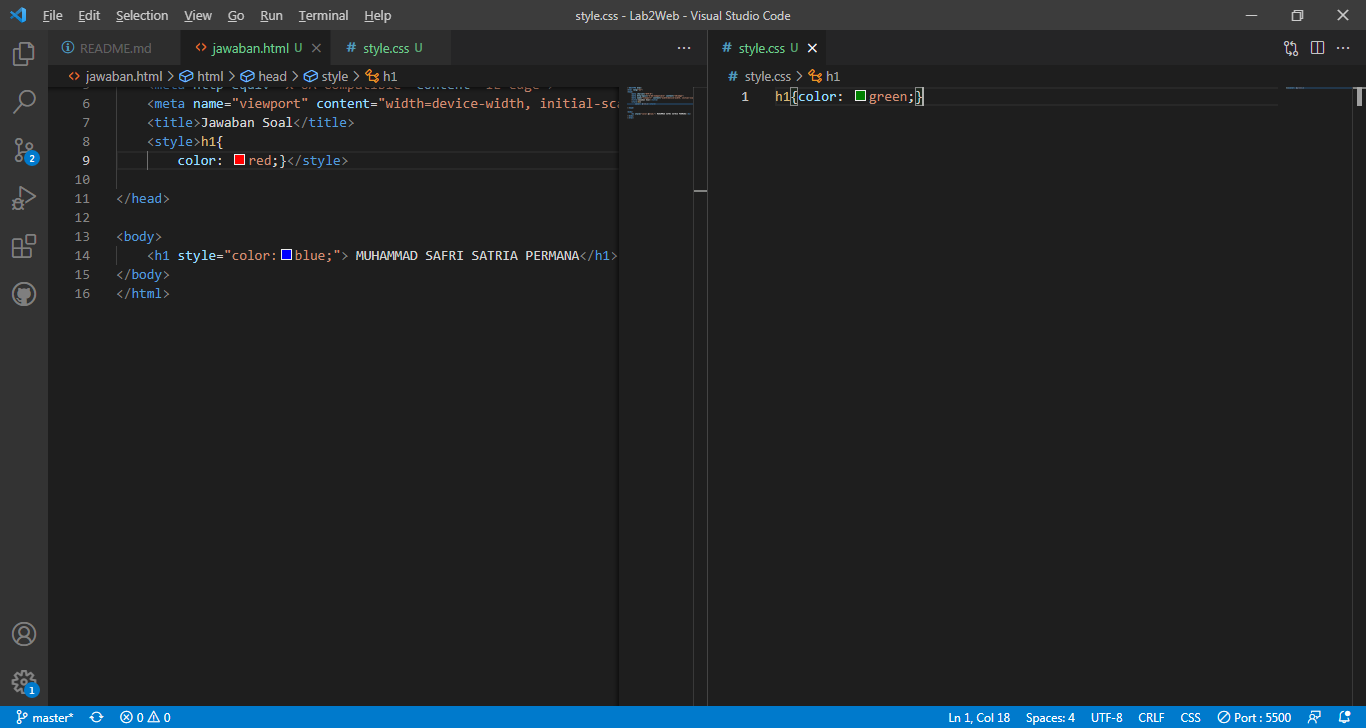 File Edit Selection View Go Run Terminal Help
style.css - Lab2Web - Visual Studio Code
README.md
jawaban.html U
style.css U
jawaban.html > html > head > style > h1
6 <meta name="viewport" content="width=device-width, initial-sca
7 <title>Jawaban Soal</title>
8 <style>h1{
9 color: red;}</style>
10
11 </head>
12
13 <body>
14 <h1 style="color:blue;"> MUHAMMAD SAFRI SATRIA PERMANA</h1>
15 </body>
16 </html>
style.css U
style.css > h1
1 h1{color: green;}
2
1
master*
0 0
Ln 1, Col 18 Spaces: 4 UTF-8 CRLF CSS Port : 5500